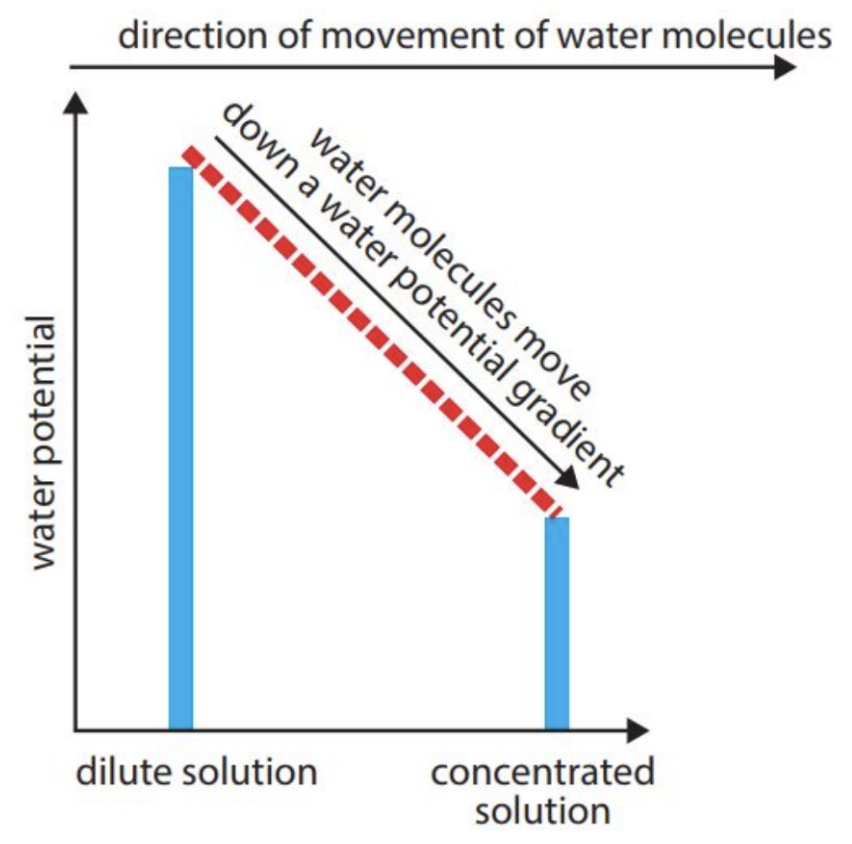 direction of movement of water molecules
water molecules move
down a water potential gradient
water potential
dilute solution
concentrated
solution